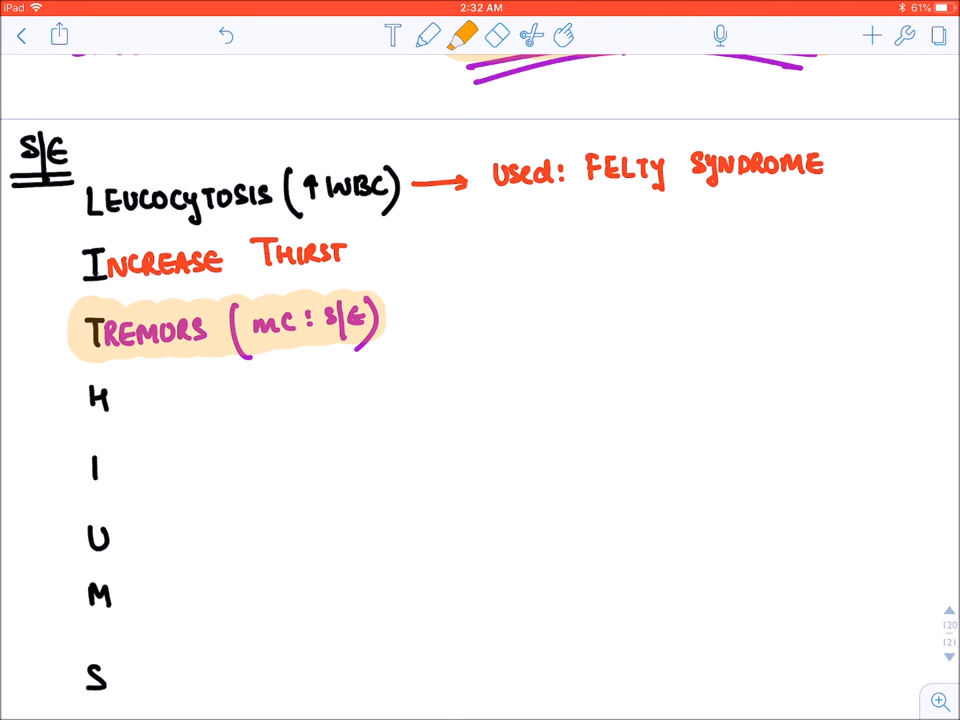 iPad 2:32 AM 61%
T
S/E
LEUCOCYTOSIS (↑ WBC) → Used: FELTY SYNDROME
INCREASE THIRST
TREMORS (MC: S/E)
H
I
U
M
S
120
121